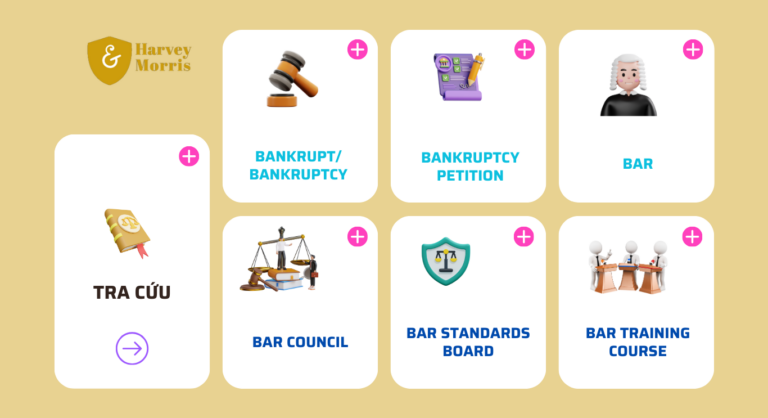 &
Harvey
Morris
BANKRUPT/
BANKRUPTCY
BANKRUPTCY
PETITION
BAR
TRA CỨU
BAR COUNCIL
BAR STANDARDS
BOARD
BAR TRAINING
COURSE